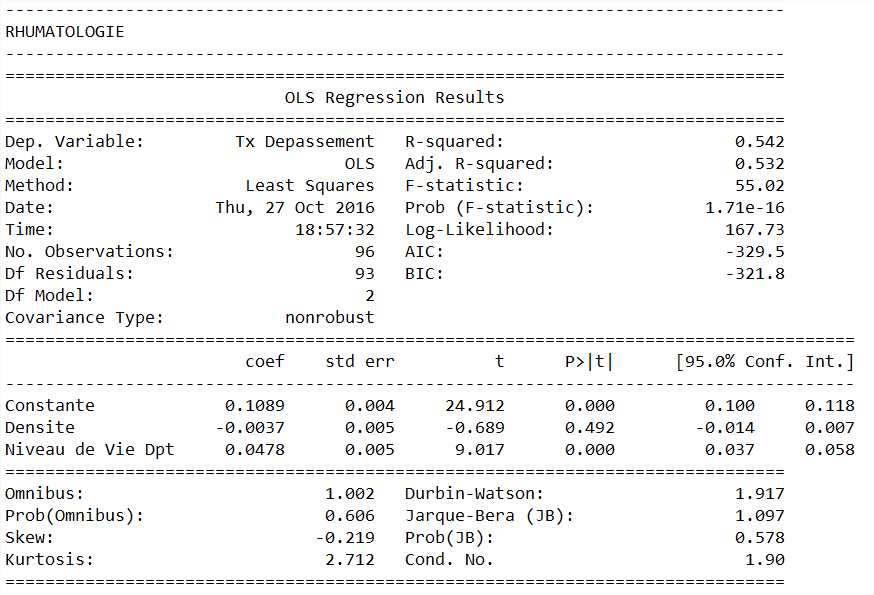 ------------------------------------------------------------------------------
RHUMATOLOGIE
------------------------------------------------------------------------------
==============================================================================
                            OLS Regression Results
==============================================================================
Dep. Variable:         Tx Depassement   R-squared:                       0.542
Model:                            OLS   Adj. R-squared:                  0.532
Method:                 Least Squares   F-statistic:                     55.02
Date:                Thu, 27 Oct 2016   Prob (F-statistic):           1.71e-16
Time:                        18:57:32   Log-Likelihood:                 167.73
No. Observations:                  96   AIC:                            -329.5
Df Residuals:                      93   BIC:                            -321.8
Df Model:                           2
Covariance Type:            nonrobust
=====================================================================================
                        coef    std err          t      P>|t|      [95.0% Conf. Int.]
-------------------------------------------------------------------------------------
Constante             0.1089      0.004     24.912      0.000         0.100     0.118
Densite              -0.0037      0.005     -0.689      0.492        -0.014     0.007
Niveau de Vie Dpt     0.0478      0.005      9.017      0.000         0.037     0.058
==============================================================================
Omnibus:                        1.002   Durbin-Watson:                   1.917
Prob(Omnibus):                  0.606   Jarque-Bera (JB):                1.097
Skew:                          -0.219   Prob(JB):                        0.578
Kurtosis:                       2.712   Cond. No.                         1.90
==============================================================================